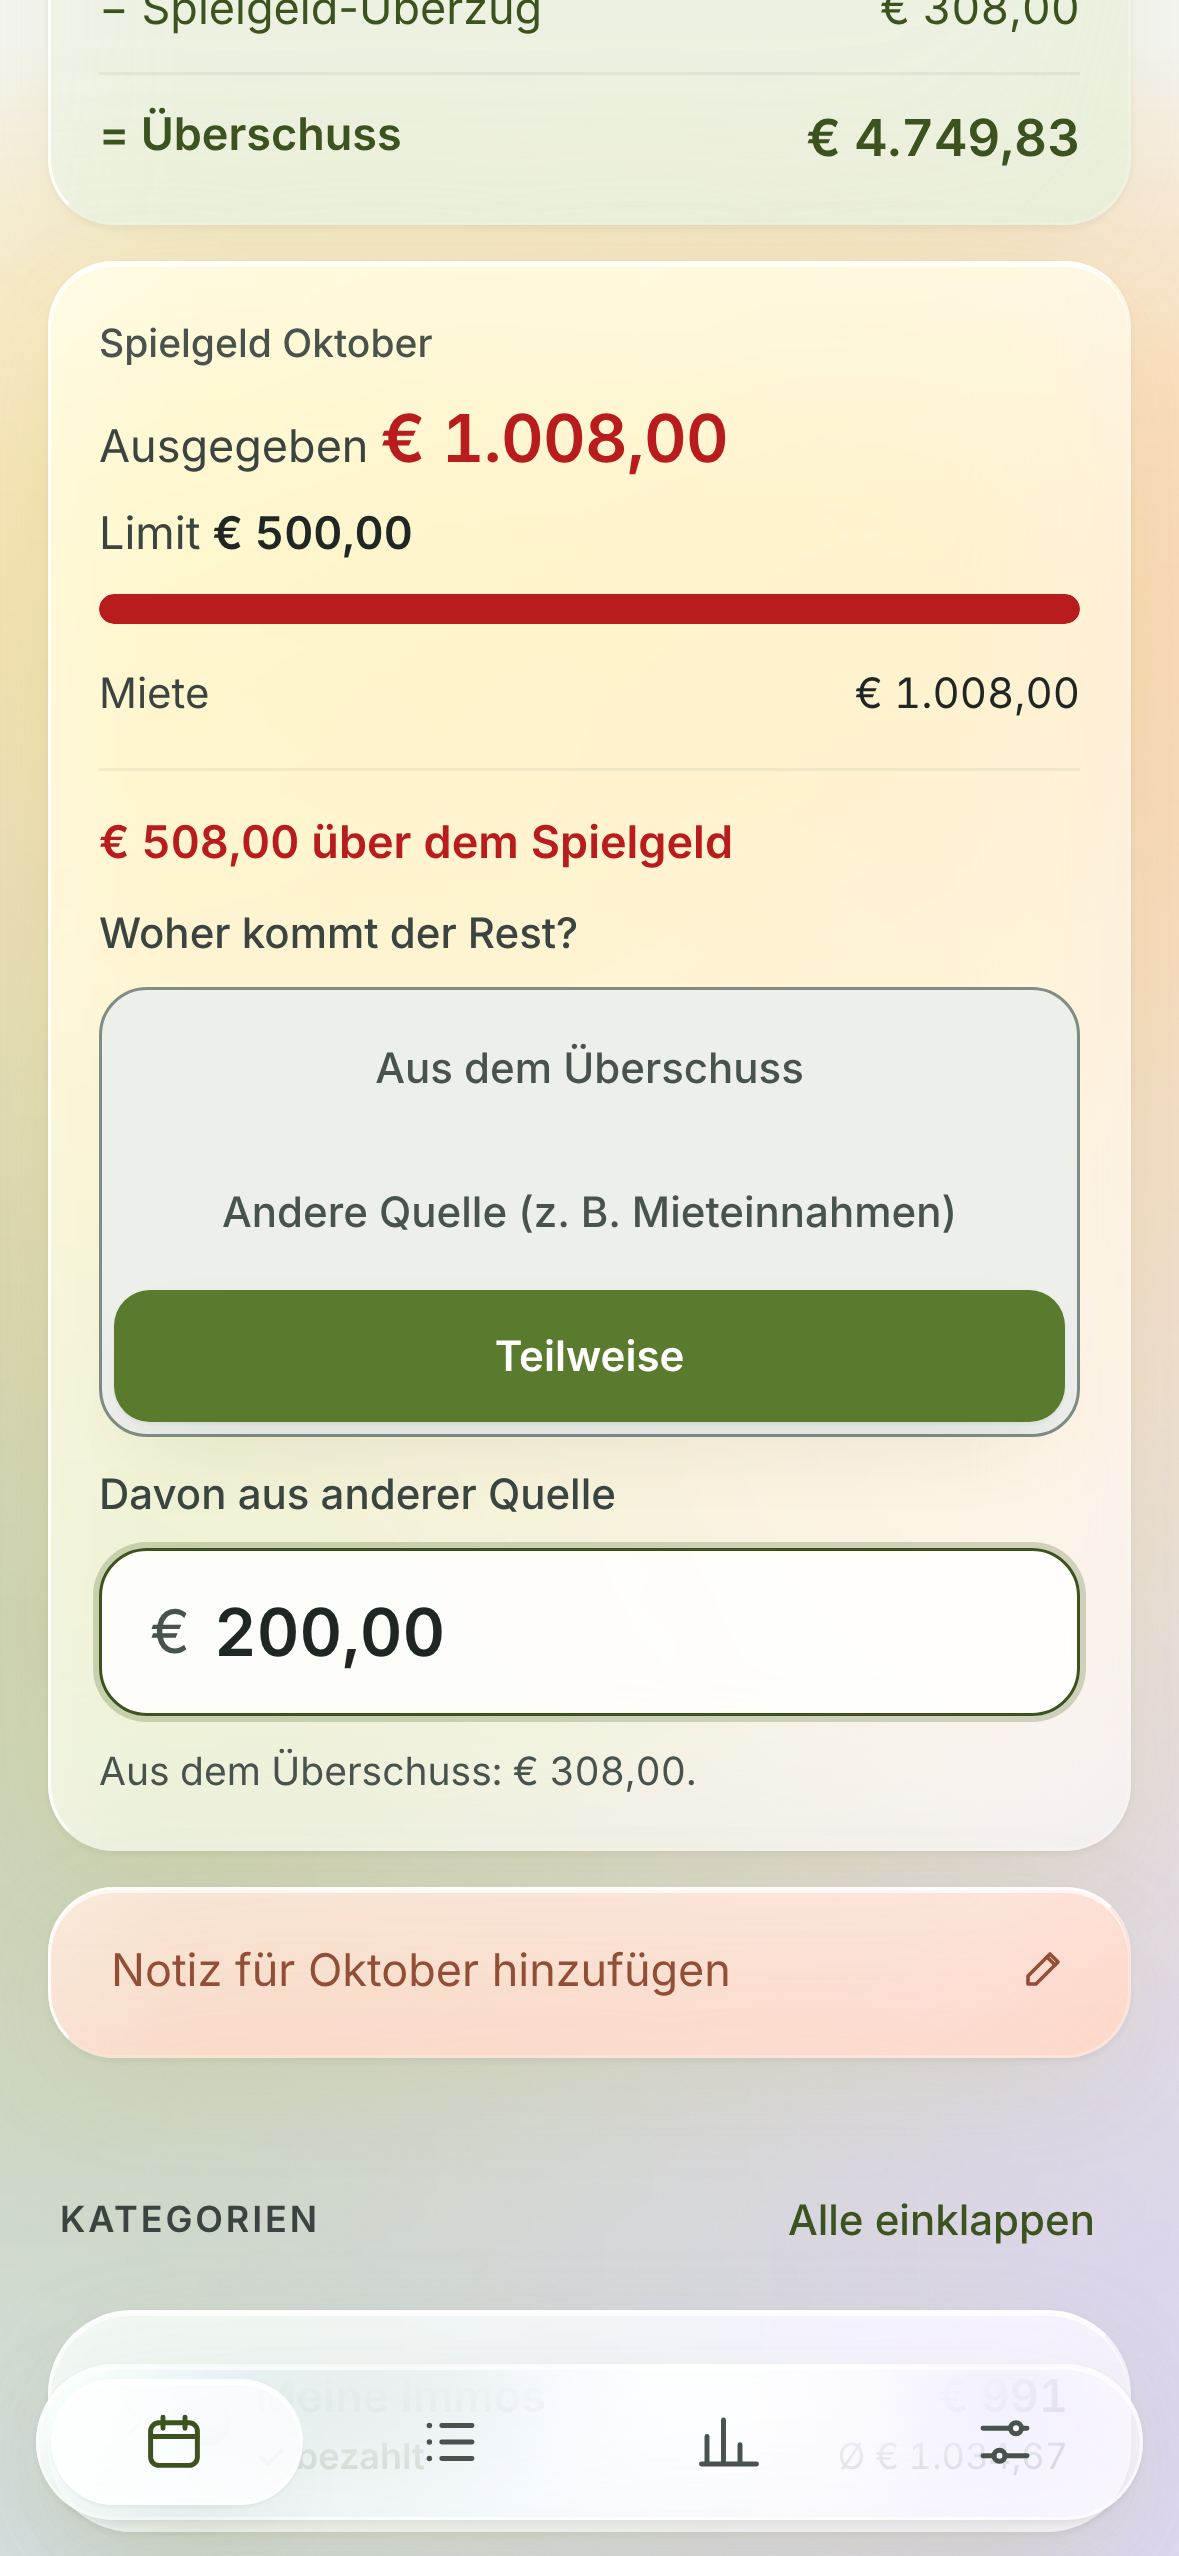 − Spielgeld-Überzug € 308,00
= Überschuss € 4.749,83
Spielgeld Oktober
Ausgegeben € 1.008,00
Limit € 500,00
Miete € 1.008,00
€ 508,00 über dem Spielgeld
Woher kommt der Rest?
Aus dem Überschuss
Andere Quelle (z. B. Mieteinnahmen)
Teilweise
Davon aus anderer Quelle
€ 200,00
Aus dem Überschuss: € 308,00.
Notiz für Oktober hinzufügen
KATEGORIEN Alle einklappen
Immos € 991
bezahlt